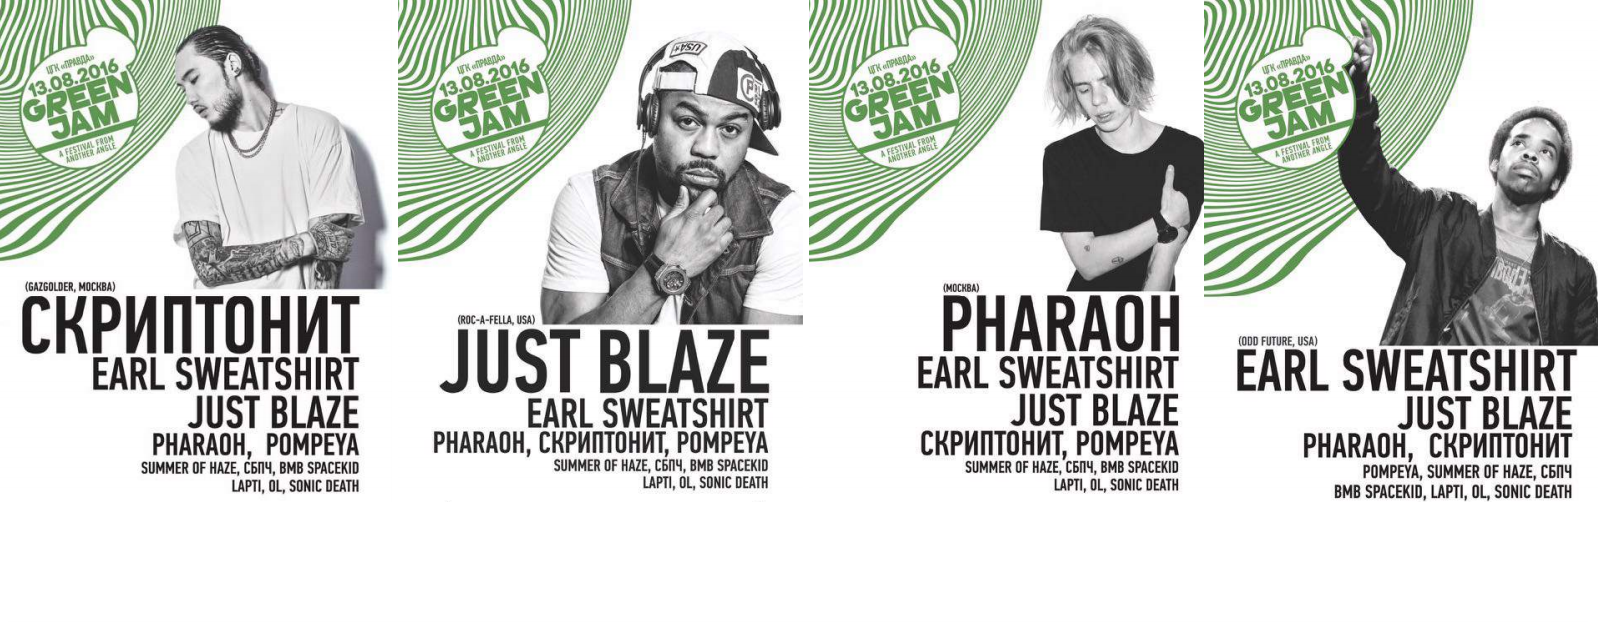 ЦГК «ПРАВДА»
13.08.2016
GREEN
JAM
A FESTIVAL FROM
ANOTHER ANGLE
(GAZGOLDER, МОСКВА)
СКРИПТОНИТ
EARL SWEATSHIRT
JUST BLAZE
PHARAOH, POMPEYA
SUMMER OF HAZE, СБПЧ, BMB SPACEKID
LAPTI, OL, SONIC DEATH
ЦГК «ПРАВДА»
13.08.2016
GREEN
JAM
A FESTIVAL FROM
ANOTHER ANGLE
USA
(ROC-A-FELLA, USA)
JUST BLAZE
EARL SWEATSHIRT
PHARAOH, СКРИПТОНИТ, POMPEYA
SUMMER OF HAZE, СБПЧ, BMB SPACEKID
LAPTI, OL, SONIC DEATH
ЦГК «ПРАВДА»
13.08.2016
GREEN
JAM
A FESTIVAL FROM
ANOTHER ANGLE
(МОСКВА)
PHARAOH
EARL SWEATSHIRT
JUST BLAZE
СКРИПТОНИТ, POMPEYA
SUMMER OF HAZE, СБПЧ, BMB SPACEKID
LAPTI, OL, SONIC DEATH
ЦГК «ПРАВДА»
13.08.2016
GREEN
JAM
A FESTIVAL FROM
ANOTHER ANGLE
(ODD FUTURE, USA)
EARL SWEATSHIRT
JUST BLAZE
PHARAOH, СКРИПТОНИТ
POMPEYA, SUMMER OF HAZE, СБПЧ
BMB SPACEKID, LAPTI, OL, SONIC DEATH